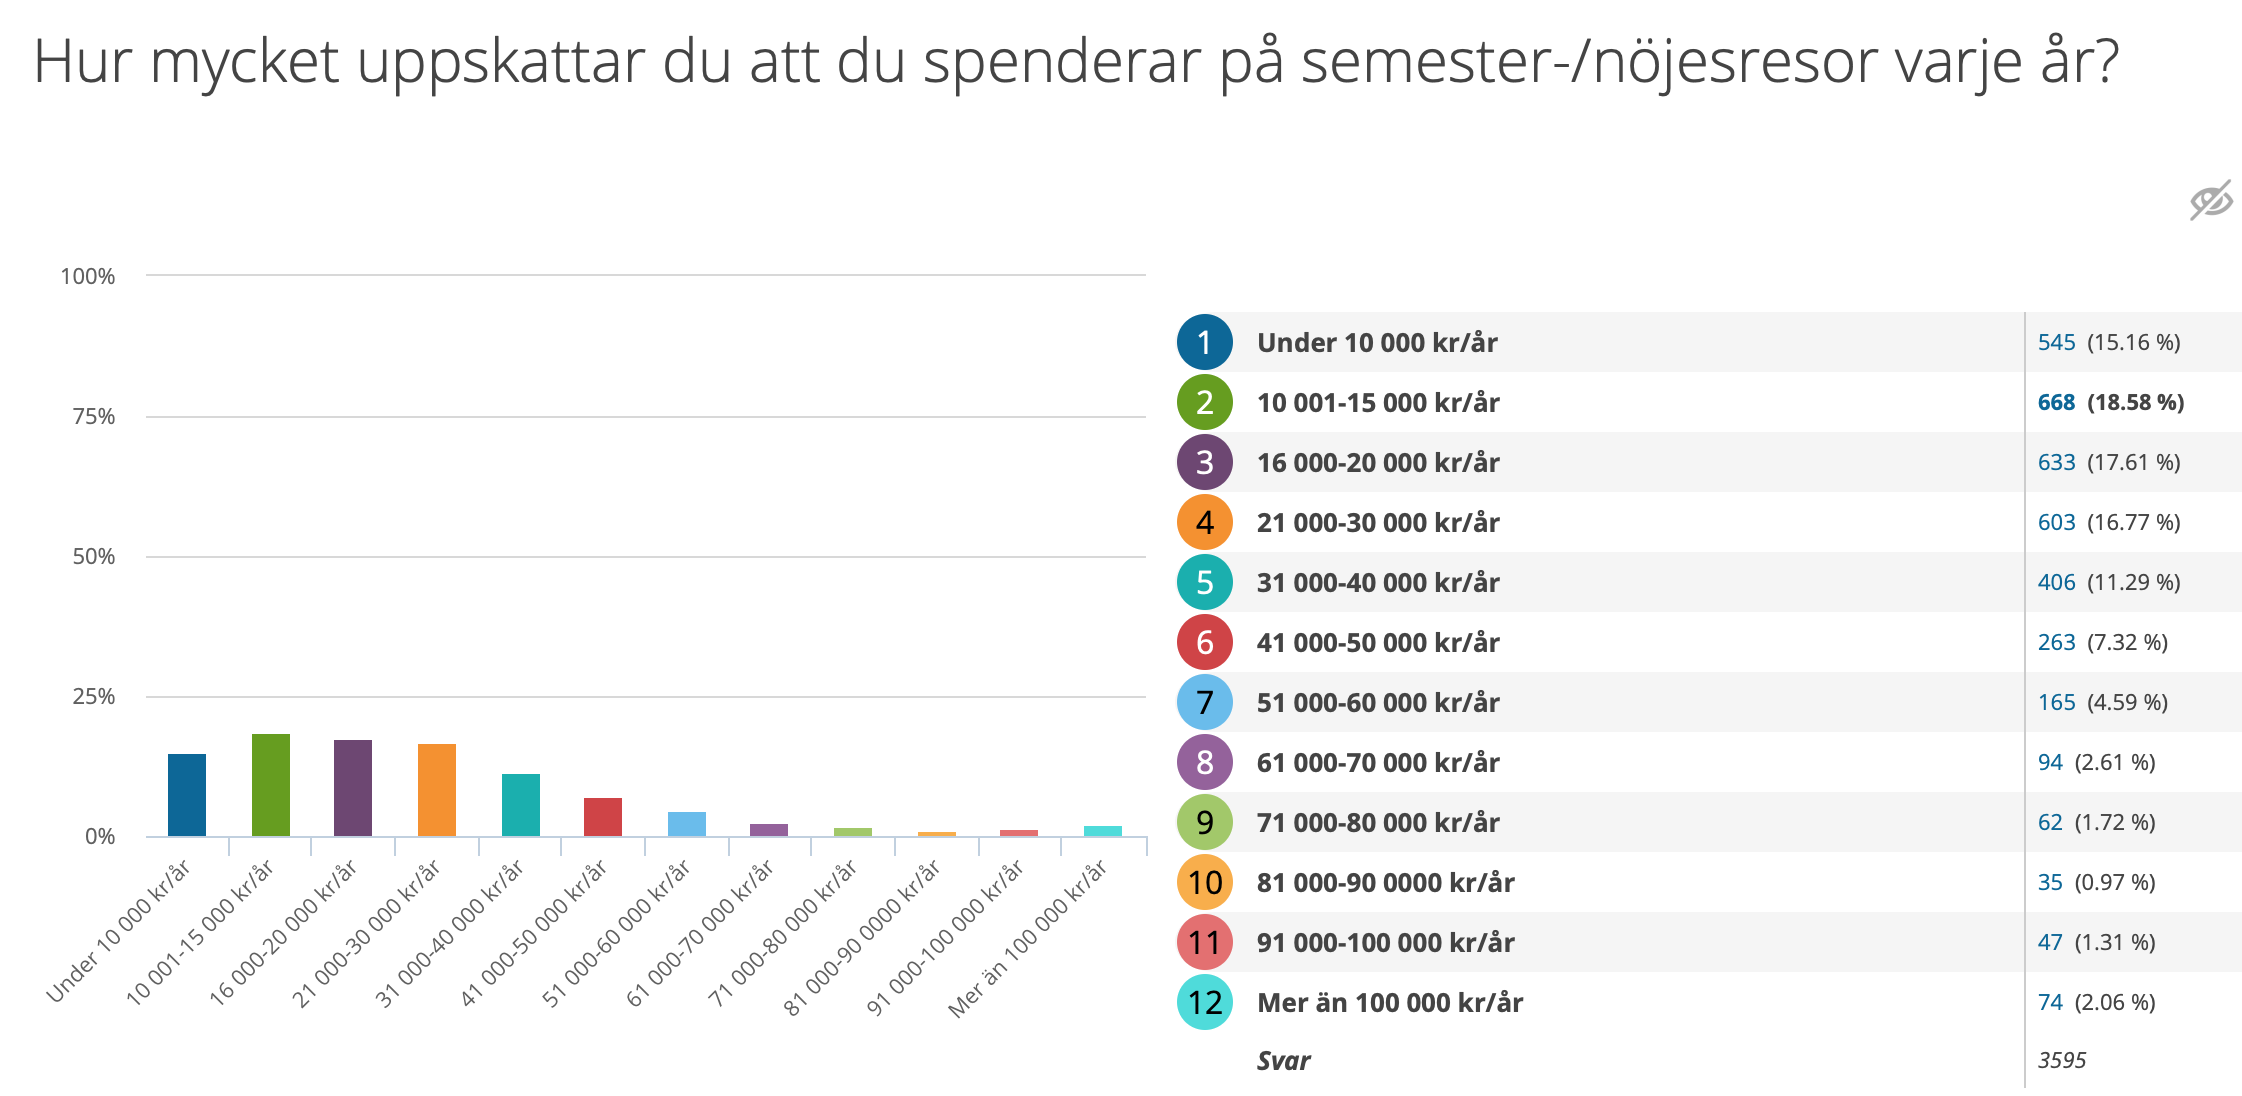 Hur mycket uppskattar du att du spenderar på semester-/nöjesresor varje år?
100%
75%
50%
25%
0%
Under 10 000 kr/år
10 001-15 000 kr/år
16 000-20 000 kr/år
21 000-30 000 kr/år
31 000-40 000 kr/år
41 000-50 000 kr/år
51 000-60 000 kr/år
61 000-70 000 kr/år
71 000-80 000 kr/år
81 000-90 0000 kr/år
91 000-100 000 kr/år
Mer än 100 000 kr/år
1 Under 10 000 kr/år 545 (15.16 %)
2 10 001-15 000 kr/år 668 (18.58 %)
3 16 000-20 000 kr/år 633 (17.61 %)
4 21 000-30 000 kr/år 603 (16.77 %)
5 31 000-40 000 kr/år 406 (11.29 %)
6 41 000-50 000 kr/år 263 (7.32 %)
7 51 000-60 000 kr/år 165 (4.59 %)
8 61 000-70 000 kr/år 94 (2.61 %)
9 71 000-80 000 kr/år 62 (1.72 %)
10 81 000-90 0000 kr/år 35 (0.97 %)
11 91 000-100 000 kr/år 47 (1.31 %)
12 Mer än 100 000 kr/år 74 (2.06 %)
Svar 3595